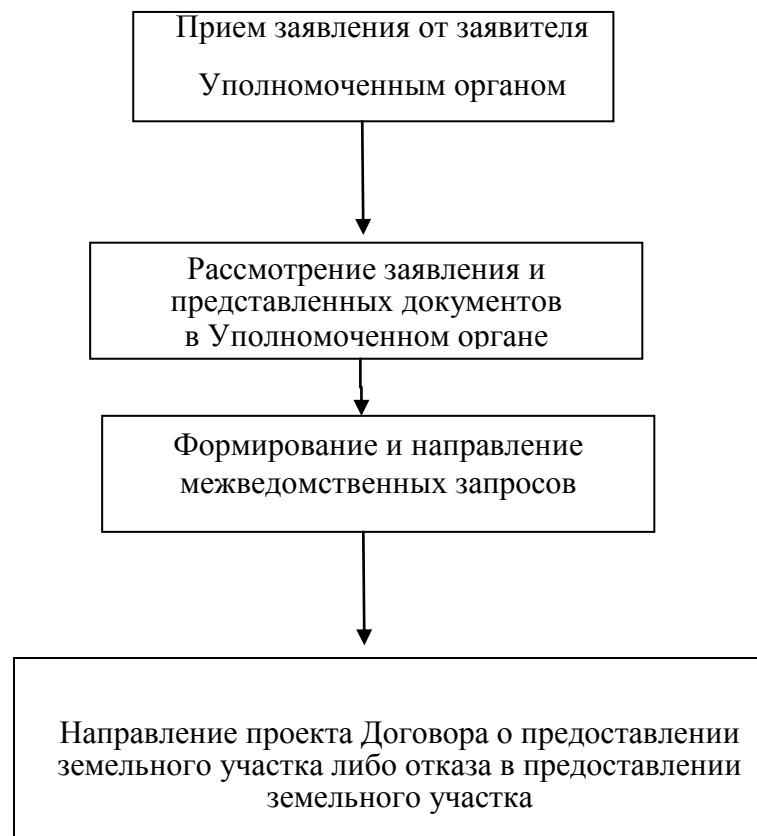 Прием заявления от заявителя
Уполномоченным органом
Рассмотрение заявления и
представленных документов
в Уполномоченном органе
Формирование и направление
межведомственных запросов
Направление проекта Договора о предоставлении
земельного участка либо отказа в предоставлении
земельного участка